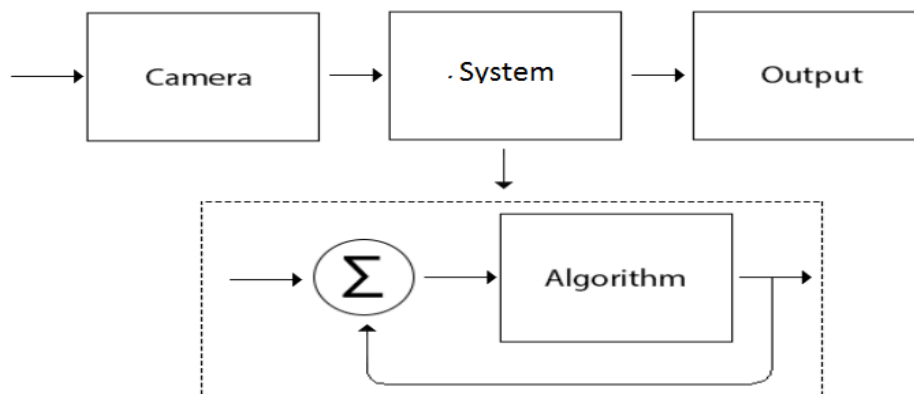 Camera
. System
Output
Σ
Algorithm